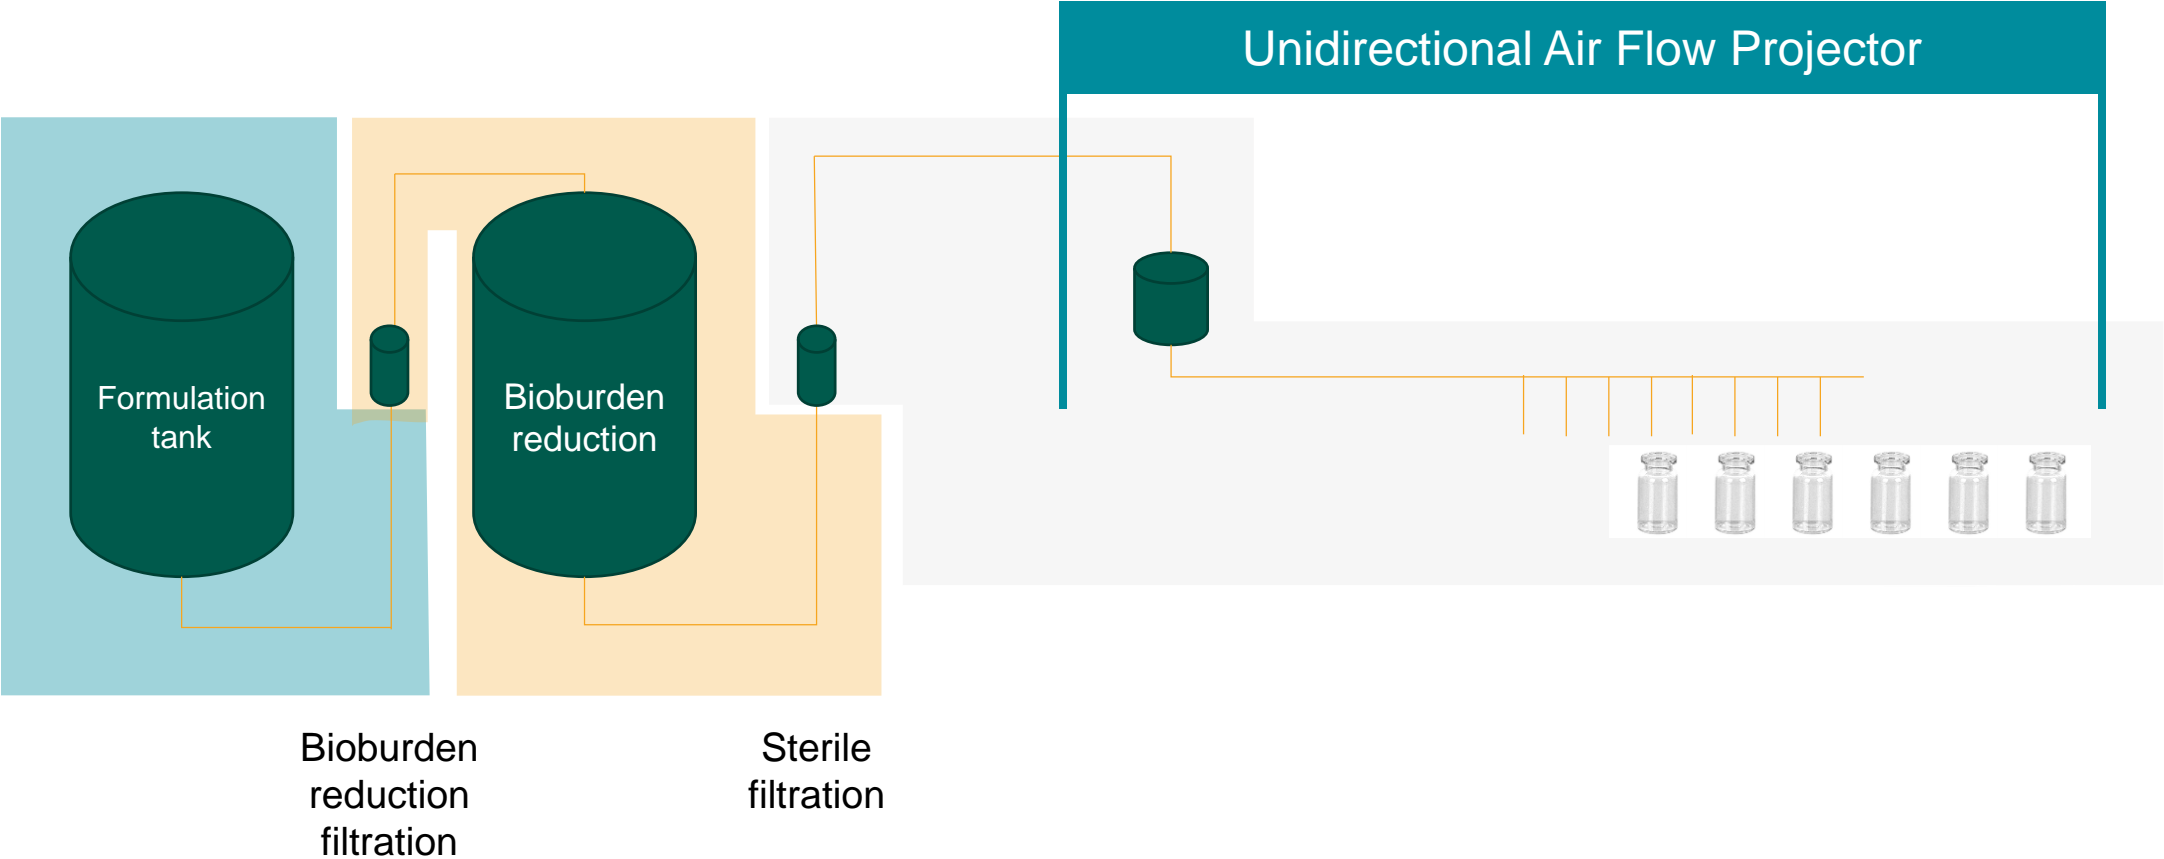 Unidirectional Air Flow Projector
Formulation
tank
Bioburden
reduction
Bioburden
reduction
filtration
Sterile
filtration